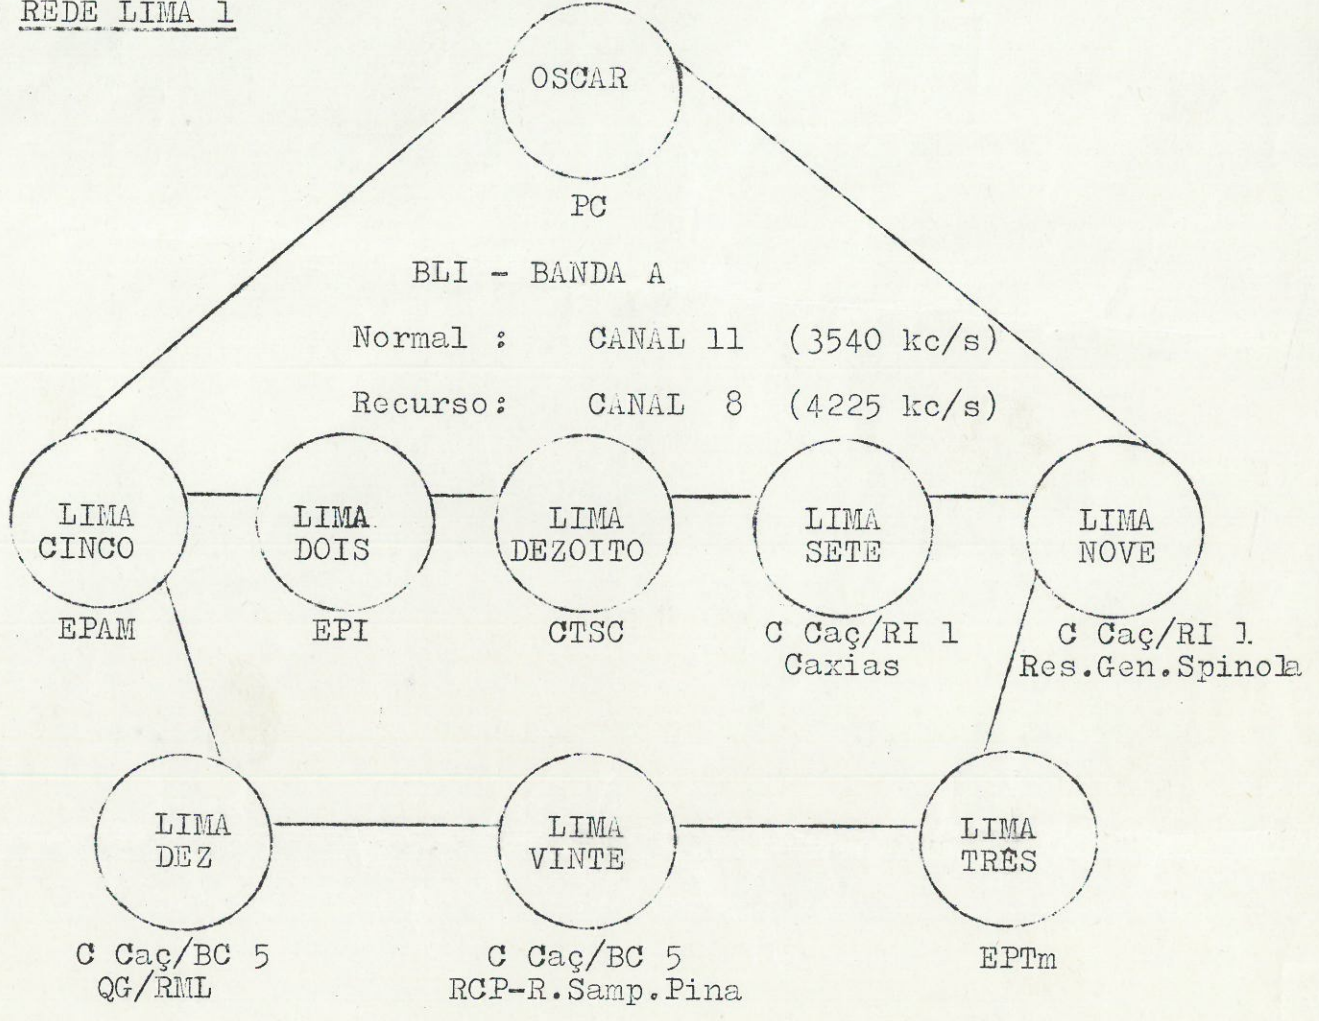 REDE LIMA 1
OSCAR
PC
BLI - BANDA A
Normal : CANAL 11 (3540 kc/s)
Recurso: CANAL 8 (4225 kc/s)
LIMA
CINCO
EPAM
LIMA
DOIS
EPI
LIMA
DEZOITO
CTSC
LIMA
SETE
C Caç/RI 1
Caxias
LIMA
NOVE
C Caç/RI 1
Res.Gen.Spinola
LIMA
DEZ
C Caç/BC 5
QG/RML
LIMA
VINTE
C Caç/BC 5
RCP-R.Samp.Pina
LIMA
TRÊS
EPTm